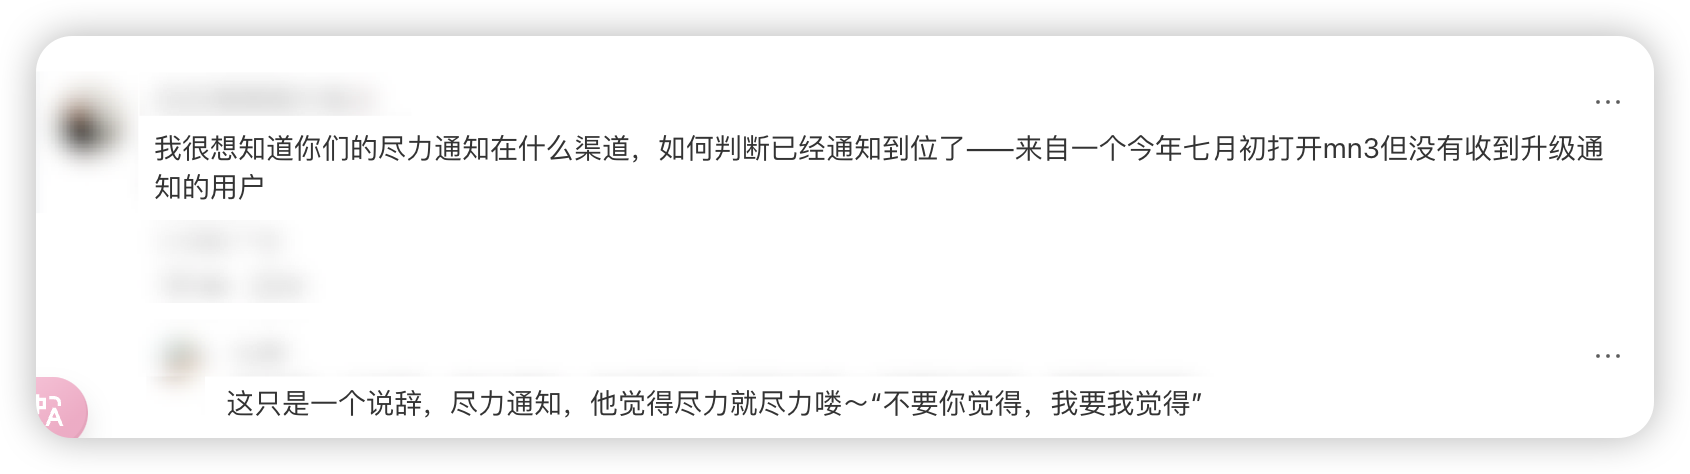 我很想知道你们的尽力通知在什么渠道，如何判断已经通知到位了——来自一个今年七月初打开mn3但没有收到升级通
知的用户
这只是一个说辞，尽力通知，他觉得尽力就尽力喽～“不要你觉得，我要我觉得”